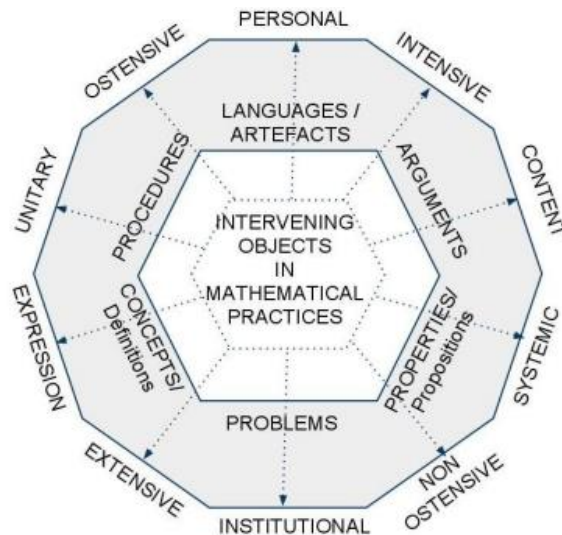 PERSONAL
OSTENSIVE
INTENSIVE
LANGUAGES /
ARTEFACTS
UNITARY
PROCEDURES
ARGUMENTS
CONTENT
INTERVENING
OBJECTS
IN
MATHEMATICAL
PRACTICES
EXPRESSION
CONCEPTS/
Définitions
PROPERTIES/
Propositions
SYSTEMIC
PROBLEMS
EXTENSIVE
NON
OSTENSIVE
INSTITUTIONAL